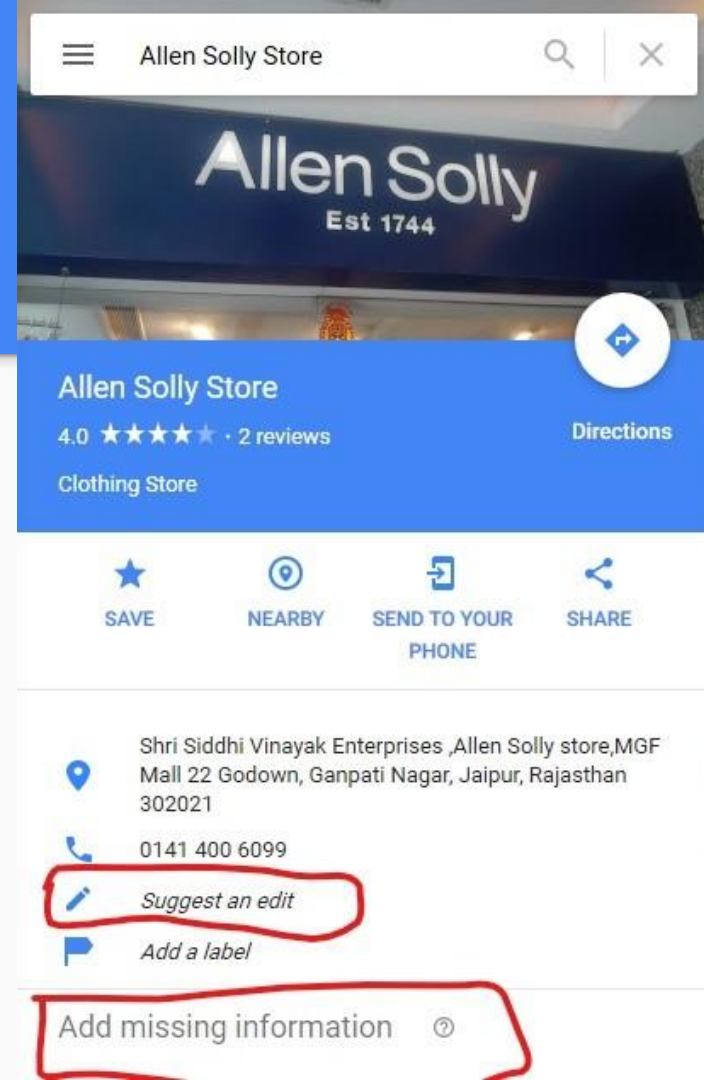 Allen Solly Store
Allen Solly
Est 1744
Allen Solly Store
4.0 ★★★★★ · 2 reviews
Directions
Clothing Store
SAVE
NEARBY
SEND TO YOUR
PHONE
SHARE
Shri Siddhi Vinayak Enterprises ,Allen Solly store,MGF
Mall 22 Godown, Ganpati Nagar, Jaipur, Rajasthan
302021
0141 400 6099
Suggest an edit
Add a label
Add missing information